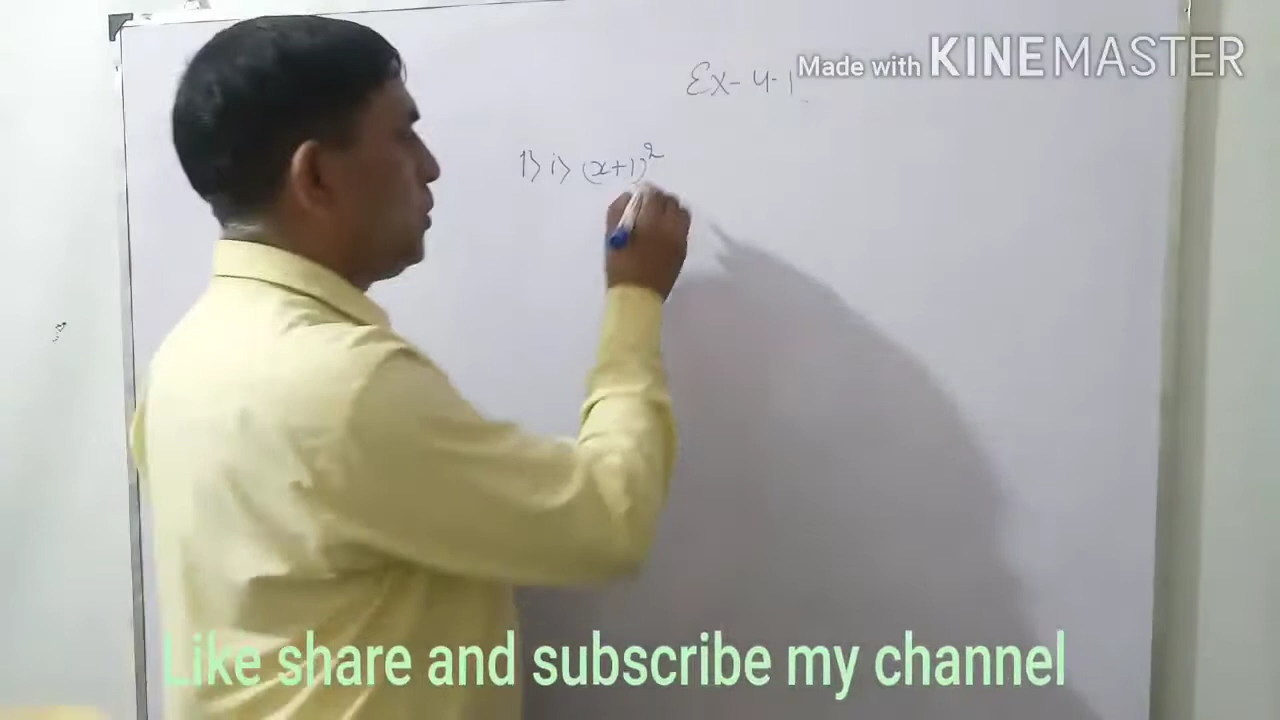 Made with KINEMASTER
Ex-4-1
1) i) (x+1)²
Like share and subscribe my channel